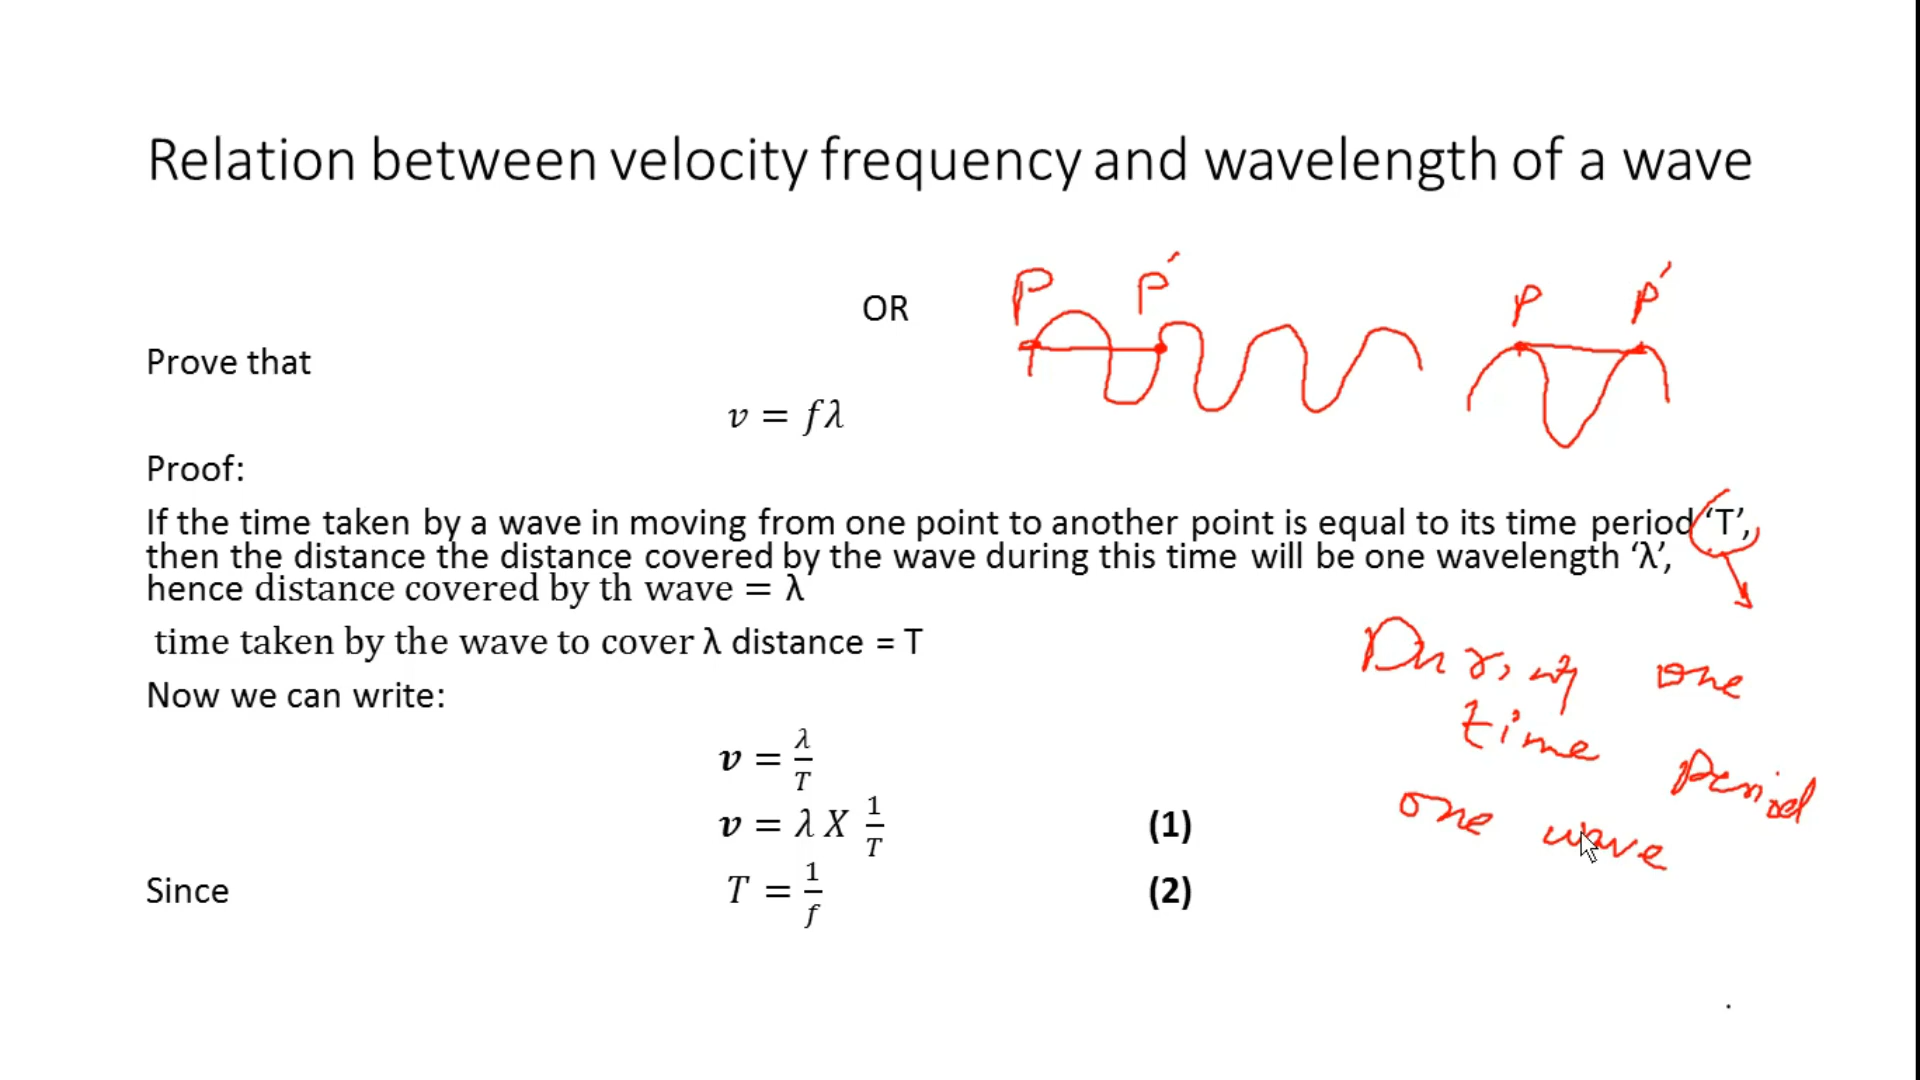 Relation between velocity frequency and wavelength of a wave
P P′
P P′
OR
Prove that
v = fλ
Proof:
If the time taken by a wave in moving from one point to another point is equal to its time period ‘T’,
then the distance the distance covered by the wave during this time will be one wavelength ‘λ’,
hence distance covered by th wave = λ
time taken by the wave to cover λ distance = T
Now we can write:
v = λ/T
v = λ X 1/T (1)
Since T = 1/f (2)
During one
time Period
one wave